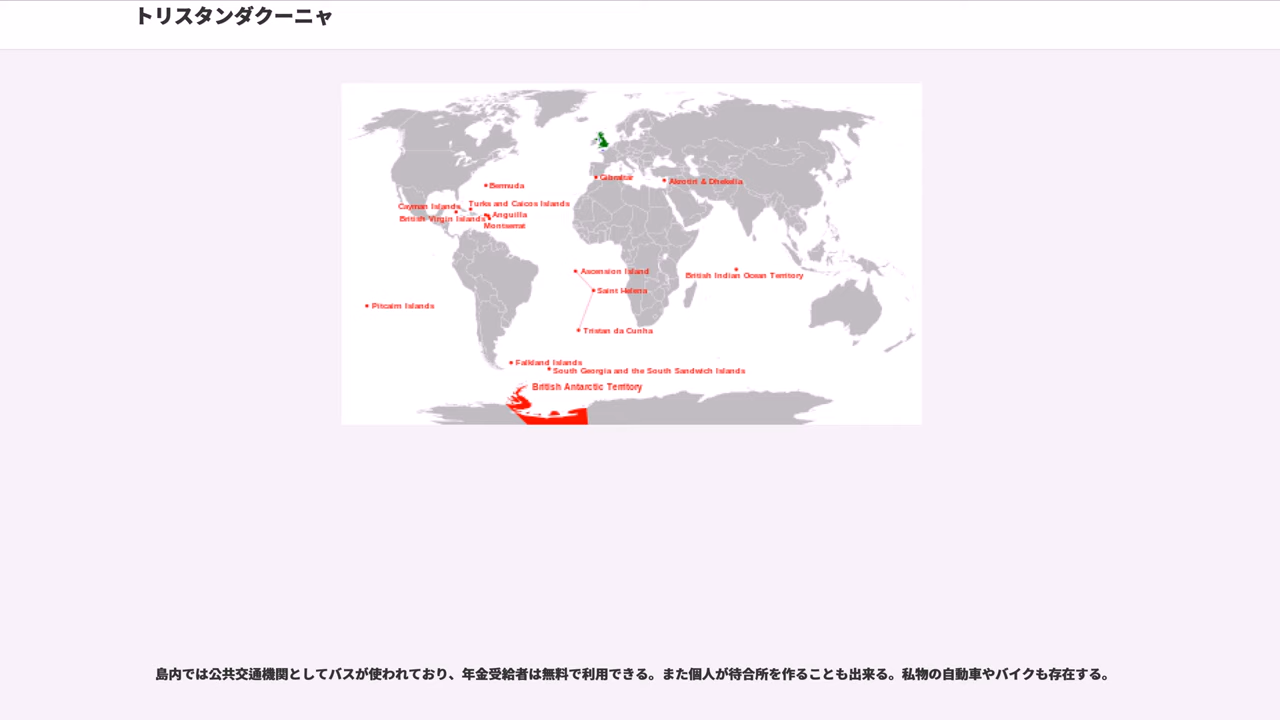 トリスタンダクーニャ
Bermuda
Gibraltar
Akrotiri & Dhekelia
Cayman Islands
Turks and Caicos Islands
Anguilla
British Virgin Islands
Montserrat
Ascension Island
British Indian Ocean Territory
Saint Helena
Pitcairn Islands
Tristan da Cunha
Falkland Islands
South Georgia and the South Sandwich Islands
British Antarctic Territory
島内では公共交通機関としてバスが使われており、年金受給者は無料で利用できる。また個人が待合所を作ることも出来る。私物の自動車やバイクも存在する。